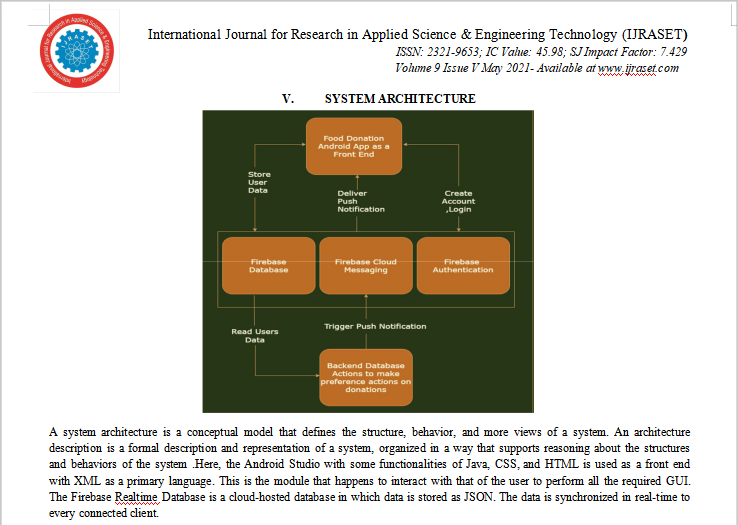 International Journal for Research in Applied Science & Engineering Technology (IJRASET)
ISSN: 2321-9653; IC Value: 45.98; SJ Impact Factor: 7.429
Volume 9 Issue V May 2021- Available at www.ijraset.com
V. SYSTEM ARCHITECTURE
Food Donation
Android App as a
Front End
Store
User
Data
Deliver
Push
Notification
Create
Account
,Login
Firebase
Database
Firebase Cloud
Messaging
Firebase
Authentication
Read Users
Data
Trigger Push Notification
Backend Database
Actions to make
preference actions on
donations
A system architecture is a conceptual model that defines the structure, behavior, and more views of a system. An architecture
description is a formal description and representation of a system, organized in a way that supports reasoning about the structures
and behaviors of the system .Here, the Android Studio with some functionalities of Java, CSS, and HTML is used as a front end
with XML as a primary language. This is the module that happens to interact with that of the user to perform all the required GUI.
The Firebase Realtime Database is a cloud-hosted database in which data is stored as JSON. The data is synchronized in real-time to
every connected client.